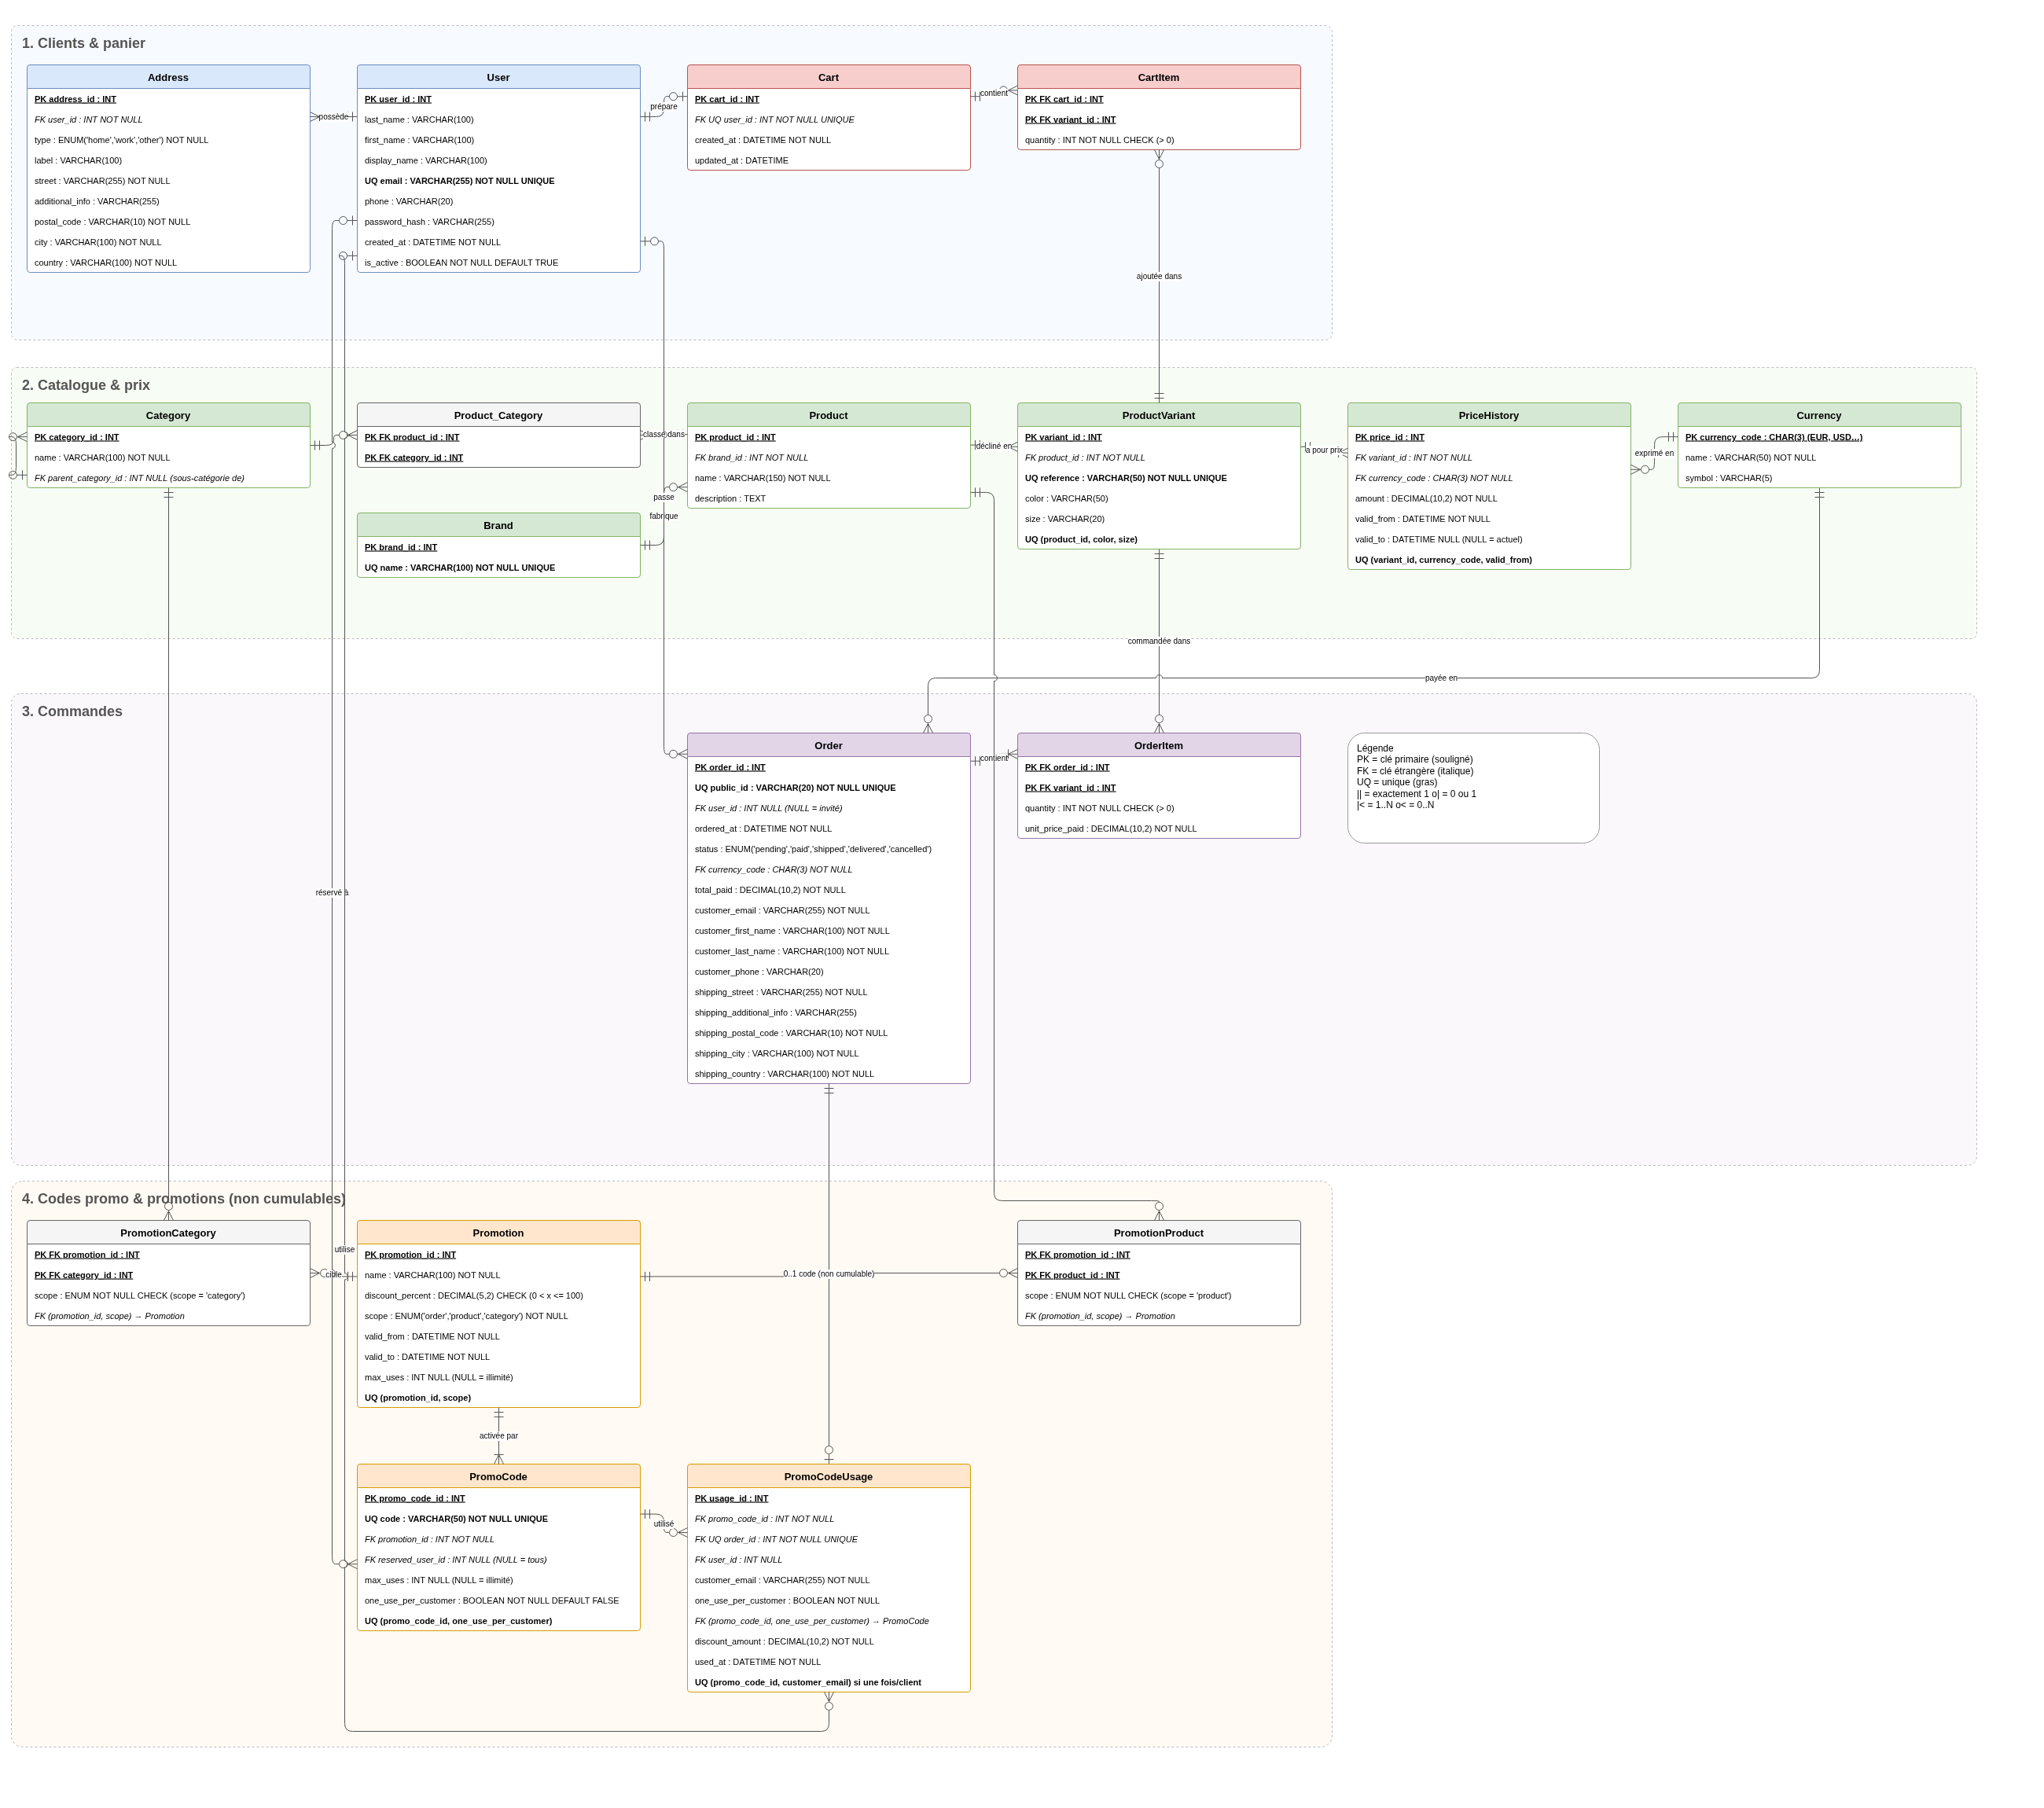 1. Clients & panier
Address
PK address_id : INT
FK user_id : INT NOT NULL
type : ENUM('home','work','other') NOT NULL
label : VARCHAR(100)
street : VARCHAR(255) NOT NULL
additional_info : VARCHAR(255)
postal_code : VARCHAR(10) NOT NULL
city : VARCHAR(100) NOT NULL
country : VARCHAR(100) NOT NULL
possède
User
PK user_id : INT
last_name : VARCHAR(100)
first_name : VARCHAR(100)
display_name : VARCHAR(100)
UQ email : VARCHAR(255) NOT NULL UNIQUE
phone : VARCHAR(20)
password_hash : VARCHAR(255)
created_at : DATETIME NOT NULL
is_active : BOOLEAN NOT NULL DEFAULT TRUE
prépare
Cart
PK cart_id : INT
FK UQ user_id : INT NOT NULL UNIQUE
created_at : DATETIME NOT NULL
updated_at : DATETIME
contient
CartItem
PK FK cart_id : INT
PK FK variant_id : INT
quantity : INT NOT NULL CHECK (> 0)
ajoutée dans
2. Catalogue & prix
Category
PK category_id : INT
name : VARCHAR(100) NOT NULL
FK parent_category_id : INT NULL (sous-catégorie de)
Product_Category
PK FK product_id : INT
PK FK category_id : INT
classé dans
Brand
PK brand_id : INT
UQ name : VARCHAR(100) NOT NULL UNIQUE
passe
fabrique
Product
PK product_id : INT
FK brand_id : INT NOT NULL
name : VARCHAR(150) NOT NULL
description : TEXT
décliné en
ProductVariant
PK variant_id : INT
FK product_id : INT NOT NULL
UQ reference : VARCHAR(50) NOT NULL UNIQUE
color : VARCHAR(50)
size : VARCHAR(20)
UQ (product_id, color, size)
a pour prix
PriceHistory
PK price_id : INT
FK variant_id : INT NOT NULL
FK currency_code : CHAR(3) NOT NULL
amount : DECIMAL(10,2) NOT NULL
valid_from : DATETIME NOT NULL
valid_to : DATETIME NULL (NULL = actuel)
UQ (variant_id, currency_code, valid_from)
exprimé en
Currency
PK currency_code : CHAR(3) (EUR, USD…)
name : VARCHAR(50) NOT NULL
symbol : VARCHAR(5)
commandée dans
payée en
3. Commandes
Order
PK order_id : INT
UQ public_id : VARCHAR(20) NOT NULL UNIQUE
FK user_id : INT NULL (NULL = invité)
ordered_at : DATETIME NOT NULL
status : ENUM('pending','paid','shipped','delivered','cancelled')
FK currency_code : CHAR(3) NOT NULL
total_paid : DECIMAL(10,2) NOT NULL
customer_email : VARCHAR(255) NOT NULL
customer_first_name : VARCHAR(100) NOT NULL
customer_last_name : VARCHAR(100) NOT NULL
customer_phone : VARCHAR(20)
shipping_street : VARCHAR(255) NOT NULL
shipping_additional_info : VARCHAR(255)
shipping_postal_code : VARCHAR(10) NOT NULL
shipping_city : VARCHAR(100) NOT NULL
shipping_country : VARCHAR(100) NOT NULL
contient
OrderItem
PK FK order_id : INT
PK FK variant_id : INT
quantity : INT NOT NULL CHECK (> 0)
unit_price_paid : DECIMAL(10,2) NOT NULL
Légende
PK = clé primaire (souligné)
FK = clé étrangère (italique)
UQ = unique (gras)
|| = exactement 1 o| = 0 ou 1
|< = 1..N o< = 0..N
réservé à
4. Codes promo & promotions (non cumulables)
PromotionCategory
PK FK promotion_id : INT
PK FK category_id : INT
scope : ENUM NOT NULL CHECK (scope = 'category')
FK (promotion_id, scope) → Promotion
utilise
cible
Promotion
PK promotion_id : INT
name : VARCHAR(100) NOT NULL
discount_percent : DECIMAL(5,2) CHECK (0 < x <= 100)
scope : ENUM('order','product','category') NOT NULL
valid_from : DATETIME NOT NULL
valid_to : DATETIME NOT NULL
max_uses : INT NULL (NULL = illimité)
UQ (promotion_id, scope)
0..1 code (non cumulable)
PromotionProduct
PK FK promotion_id : INT
PK FK product_id : INT
scope : ENUM NOT NULL CHECK (scope = 'product')
FK (promotion_id, scope) → Promotion
activée par
PromoCode
PK promo_code_id : INT
UQ code : VARCHAR(50) NOT NULL UNIQUE
FK promotion_id : INT NOT NULL
FK reserved_user_id : INT NULL (NULL = tous)
max_uses : INT NULL (NULL = illimité)
one_use_per_customer : BOOLEAN NOT NULL DEFAULT FALSE
UQ (promo_code_id, one_use_per_customer)
utilisé
PromoCodeUsage
PK usage_id : INT
FK promo_code_id : INT NOT NULL
FK UQ order_id : INT NOT NULL UNIQUE
FK user_id : INT NULL
customer_email : VARCHAR(255) NOT NULL
one_use_per_customer : BOOLEAN NOT NULL
FK (promo_code_id, one_use_per_customer) → PromoCode
discount_amount : DECIMAL(10,2) NOT NULL
used_at : DATETIME NOT NULL
UQ (promo_code_id, customer_email) si une fois/client